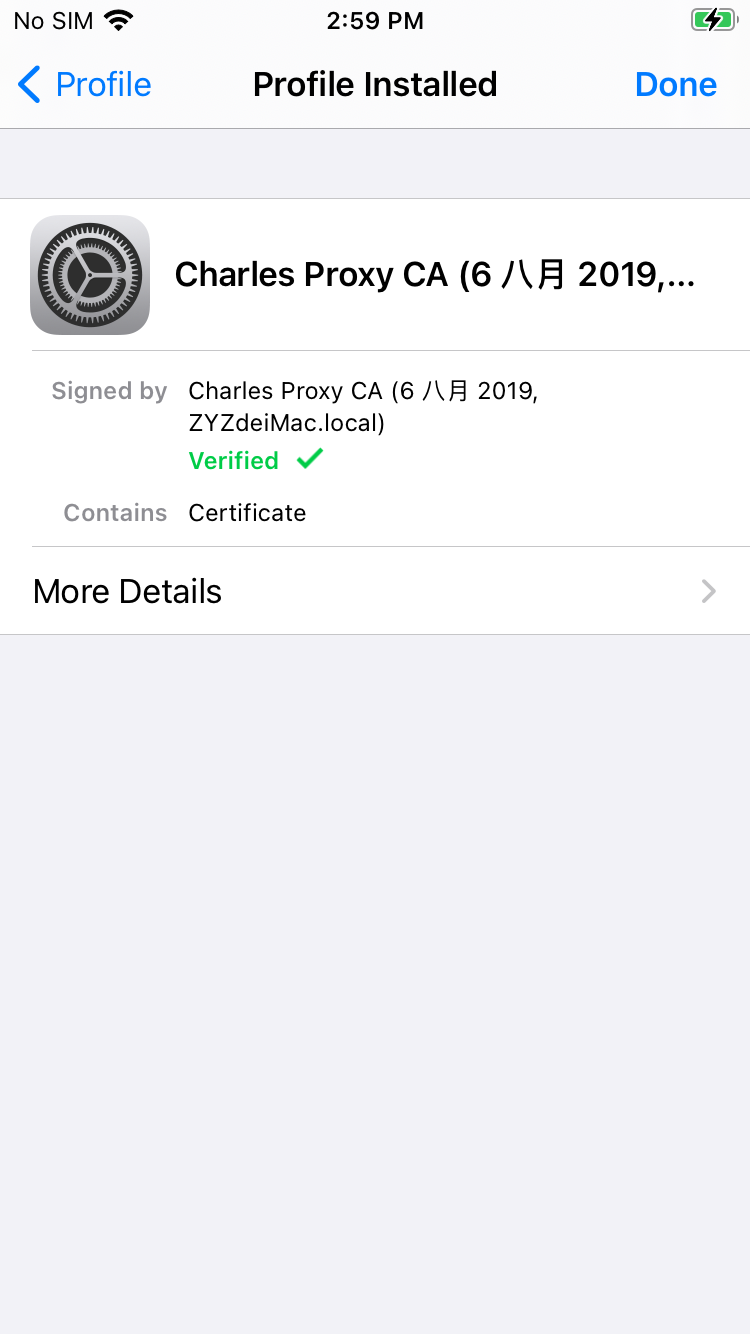 No SIM 2:59 PM
Profile Profile Installed Done
Charles Proxy CA (6 八月 2019,...
Signed by Charles Proxy CA (6 八月 2019,
ZYZdeiMac.local)
Verified
Contains Certificate
More Details